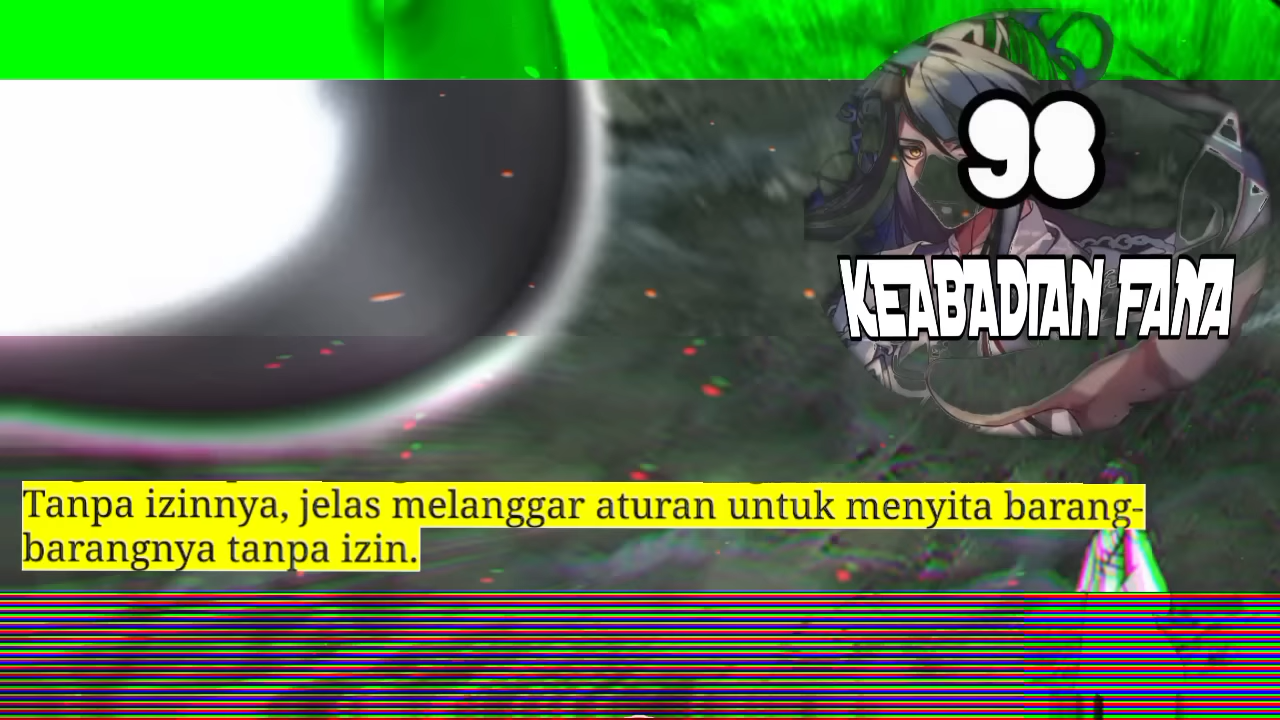 98
KEABADIAN FANA
Tanpa izinnya, jelas melanggar aturan untuk menyita barang-
barangnya tanpa izin.